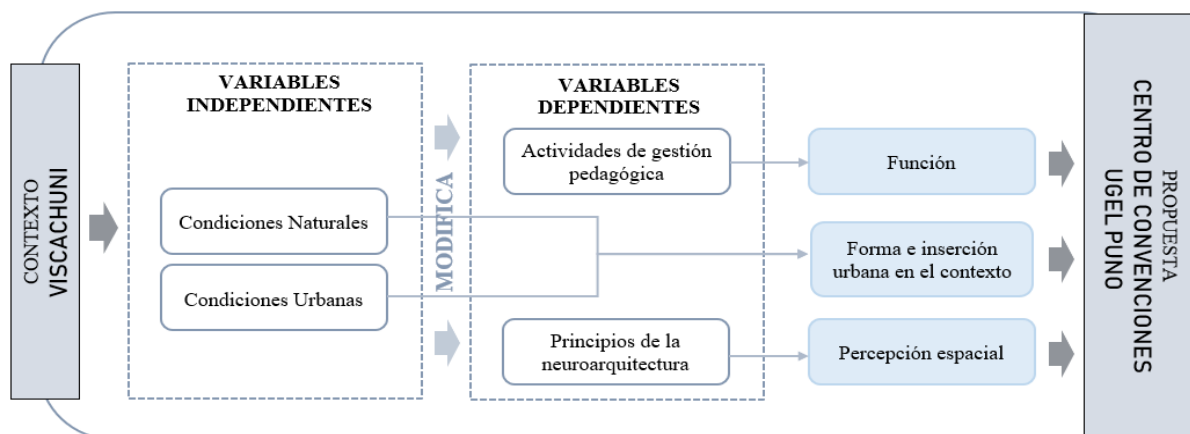 CONTEXTO
VISCACHUNI
VARIABLES
INDEPENDIENTES
Condiciones Naturales
Condiciones Urbanas
MODIFICA
VARIABLES
DEPENDIENTES
Actividades de gestión
pedagógica
Principios de la
neuroarquitectura
Función
Forma e inserción
urbana en el contexto
Percepción espacial
PROPUESTA
CENTRO DE CONVENCIONES
UGEL PUNO